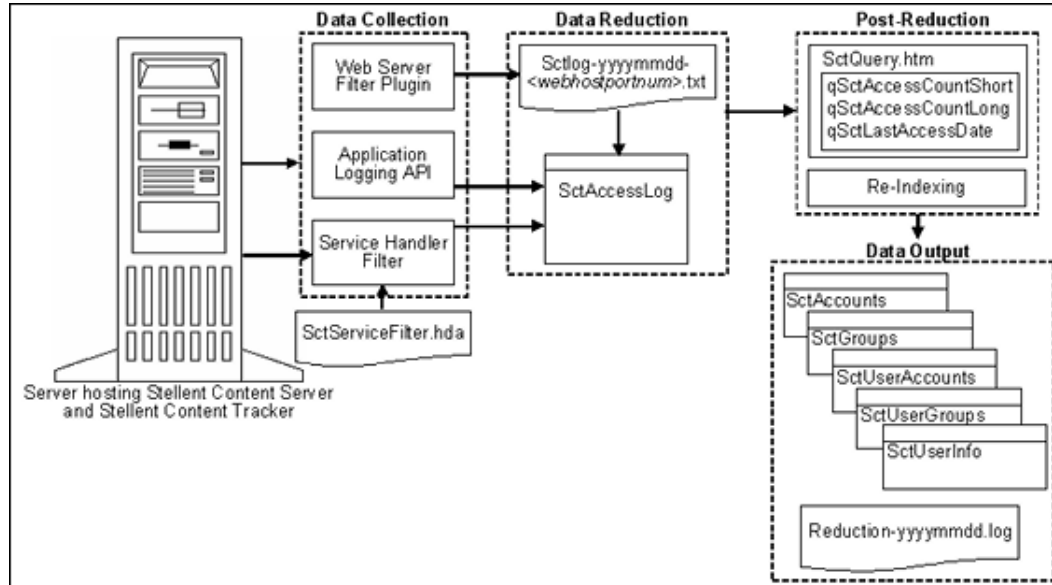 Data Collection
Data Reduction
Post-Reduction
Web Server
Filter Plugin
Application
Logging API
Service Handler
Filter
SctServiceFilter.hda
Server hosting Stellent Content Server
and Stellent Content Tracker
Sctlog-yyyymmdd-
<webhostportnum>.txt
SctAccessLog
SctQuery.htm
qSctAccessCountShort
qSctAccessCountLong
qSctLastAccessDate
Re-Indexing
Data Output
SctAccounts
SctGroups
SctUserAccounts
SctUserGroups
SctUserInfo
Reduction-yyyymmdd.log